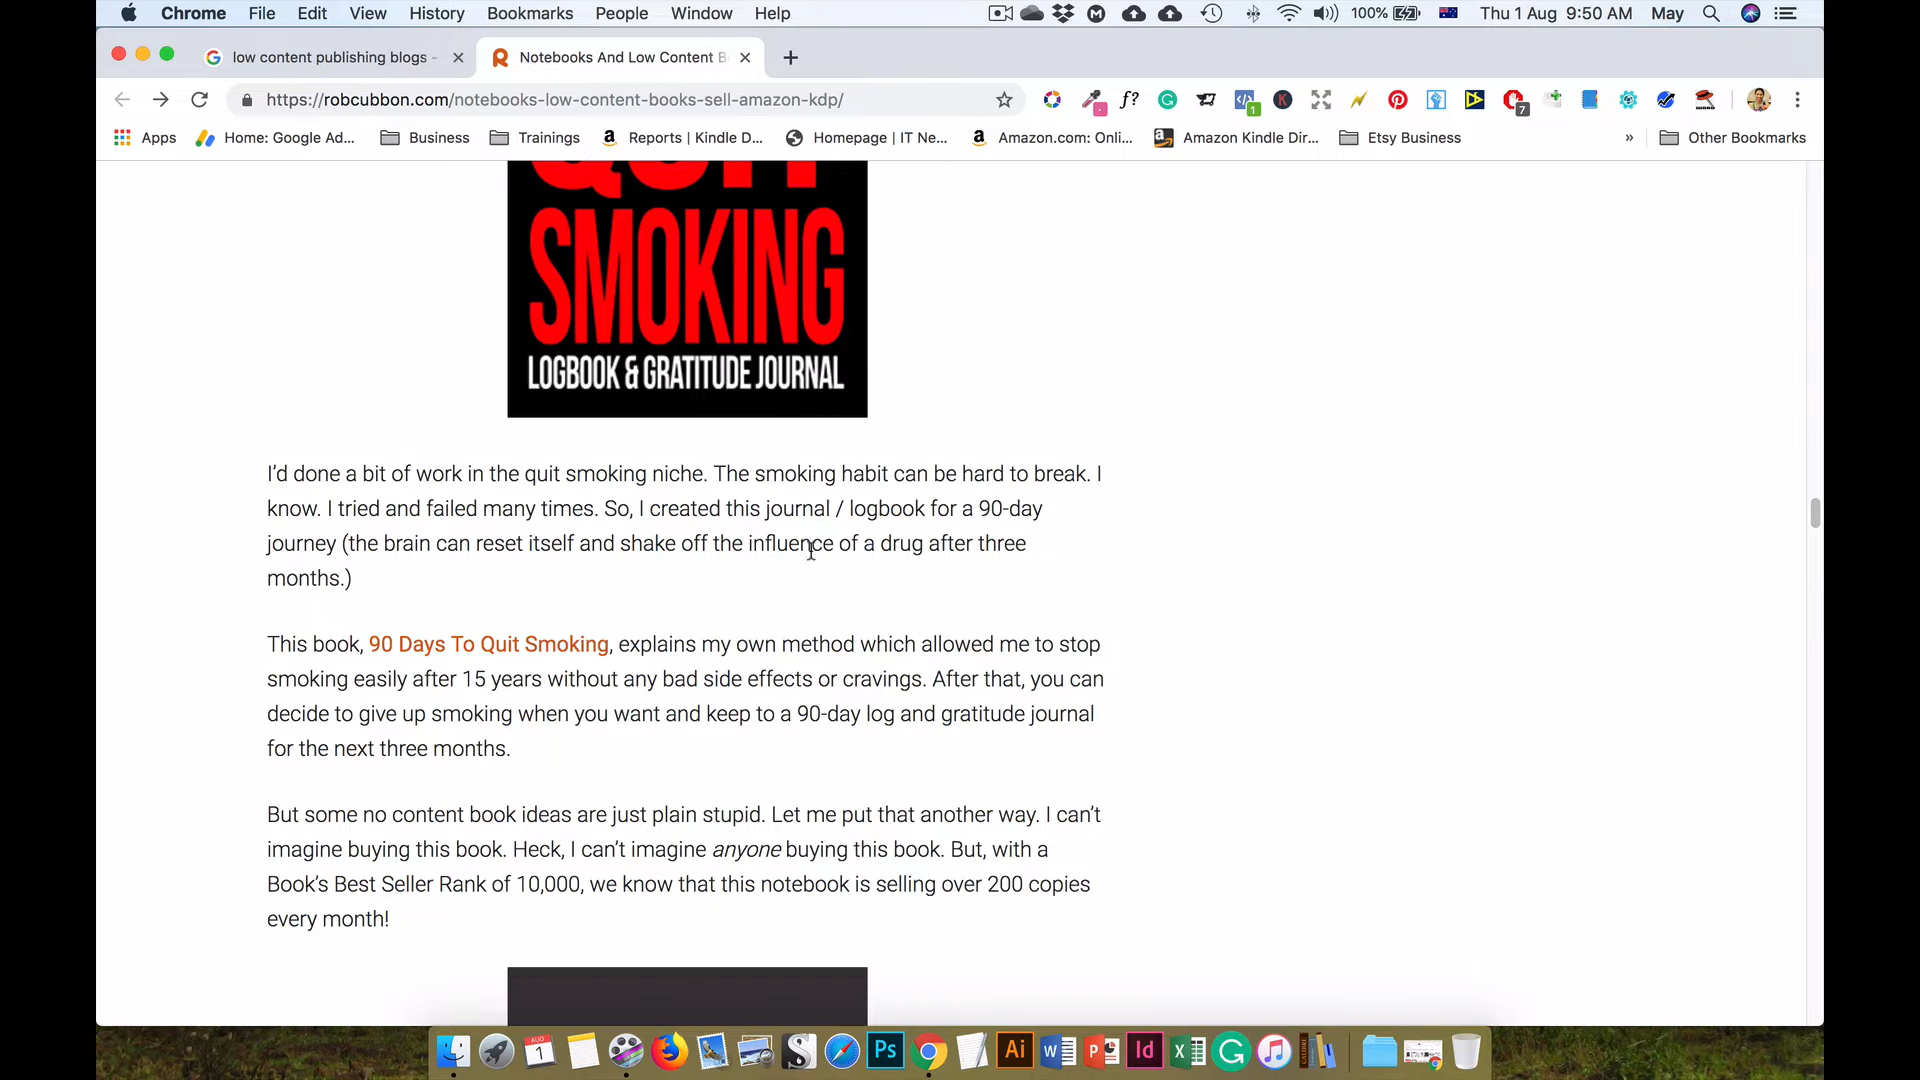 Chrome File Edit View History Bookmarks People Window Help 100% Thu 1 Aug 9:50 AM May
low content publishing blogs - Notebooks And Low Content B
https://robcubbon.com/notebooks-low-content-books-sell-amazon-kdp/
Apps Home: Google Ad... Business Trainings Reports | Kindle D... Homepage | IT Ne... Amazon.com: Onli... Amazon Kindle Dir... Etsy Business » Other Bookmarks
QUIT
SMOKING
LOGBOOK & GRATITUDE JOURNAL
I’d done a bit of work in the quit smoking niche. The smoking habit can be hard to break. I
know. I tried and failed many times. So, I created this journal / logbook for a 90-day
journey (the brain can reset itself and shake off the influence of a drug after three
months.)
This book, 90 Days To Quit Smoking, explains my own method which allowed me to stop
smoking easily after 15 years without any bad side effects or cravings. After that, you can
decide to give up smoking when you want and keep to a 90-day log and gratitude journal
for the next three months.
But some no content book ideas are just plain stupid. Let me put that another way. I can’t
imagine buying this book. Heck, I can’t imagine anyone buying this book. But, with a
Book’s Best Seller Rank of 10,000, we know that this notebook is selling over 200 copies
every month!
AUG
1
Ps Ai W P Id X G